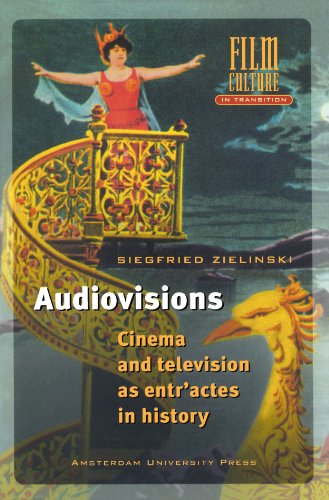 FILM
CULTURE
IN TRANSITION
SIEGFRIED ZIELINSKI
Audiovisions
Cinema
and television
as entr'actes
in history
AMSTERDAM UNIVERSITY PRESS